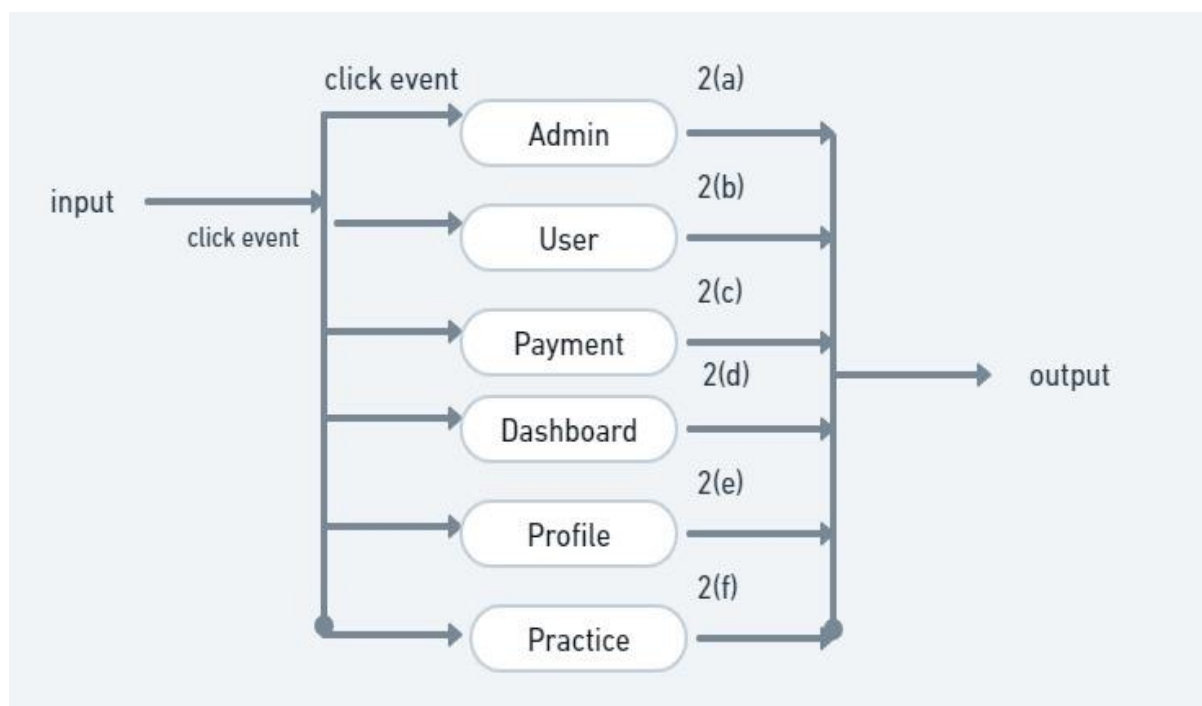 click event
2(a)
Admin
2(b)
input
click event
User
2(c)
Payment
2(d)
output
Dashboard
2(e)
Profile
2(f)
Practice